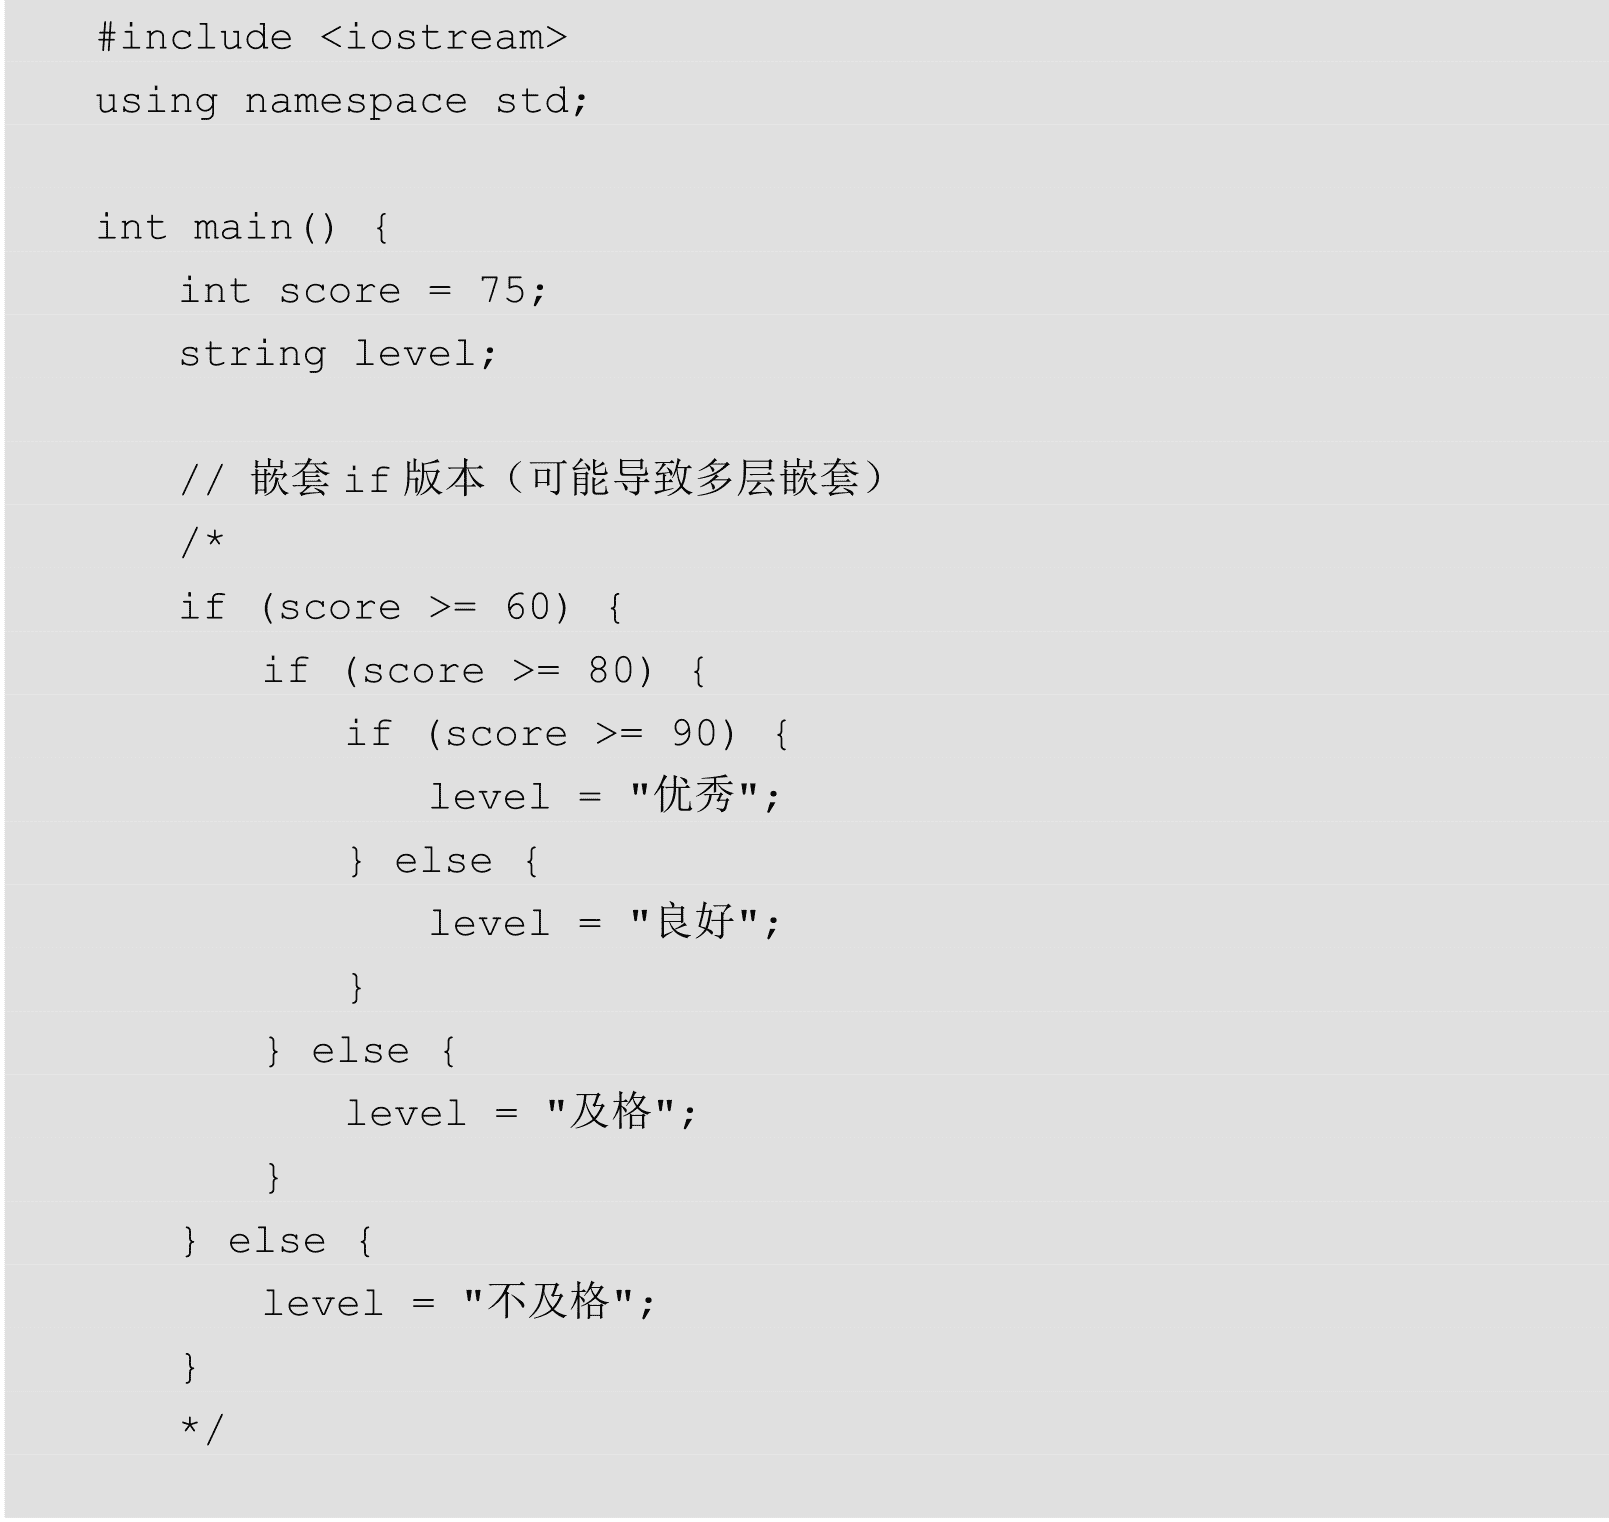 #include <iostream>
using namespace std;
int main() {
    int score = 75;
    string level;
    // 嵌套 if 版本（可能导致多层嵌套）
    /*
    if (score >= 60) {
        if (score >= 80) {
            if (score >= 90) {
                level = "优秀";
            } else {
                level = "良好";
            }
        } else {
            level = "及格";
        }
    } else {
        level = "不及格";
    }
    */